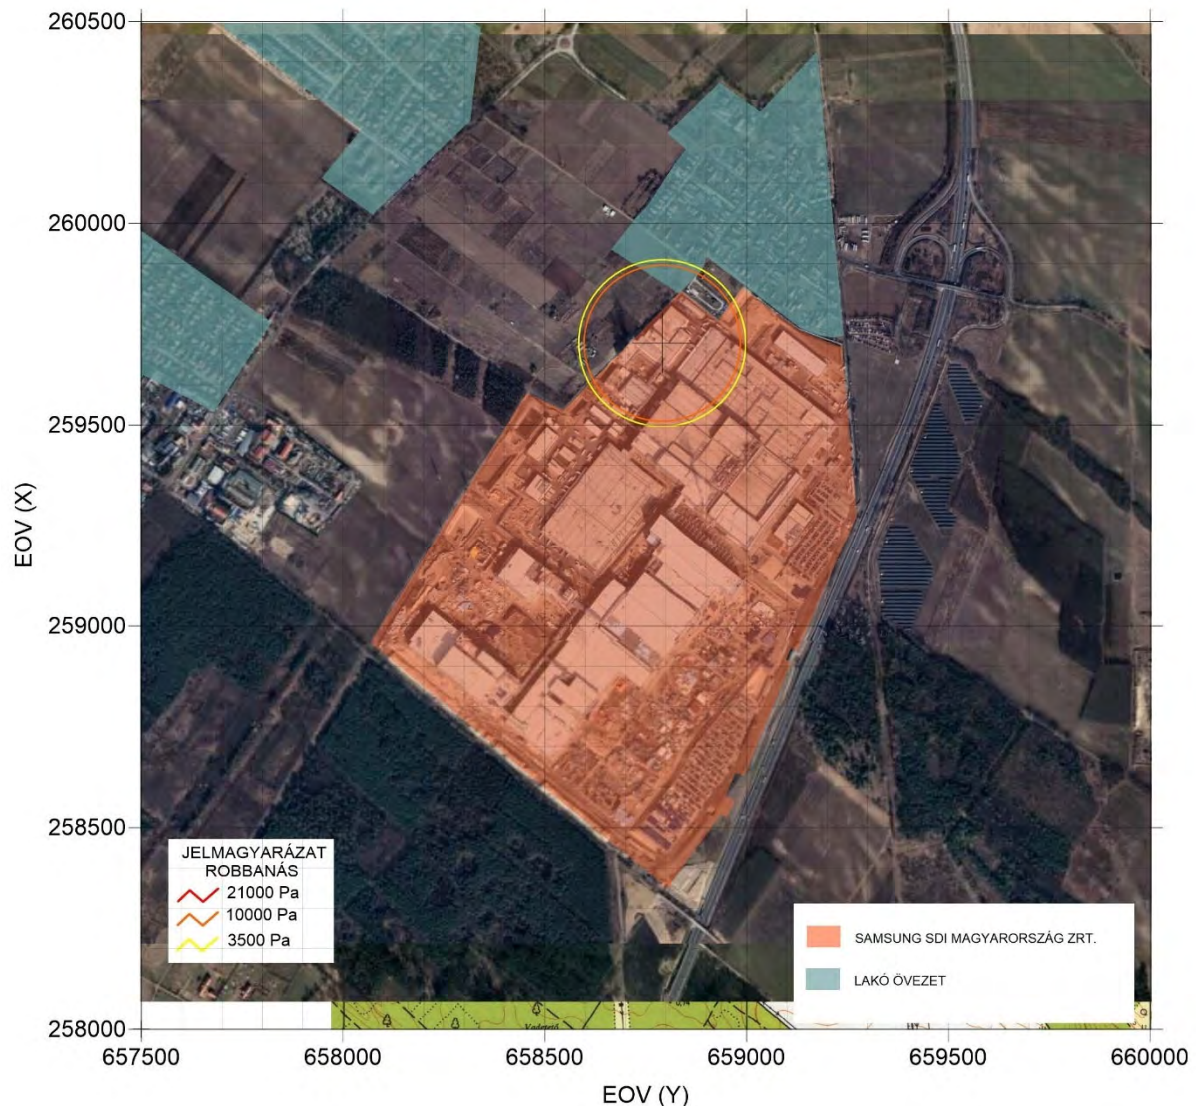 260500
260000
259500
259000
258500
258000
EOV (X)
JELMAGYARÁZAT
ROBBANÁS
21000 Pa
10000 Pa
3500 Pa
SAMSUNG SDI MAGYARORSZÁG ZRT.
LAKÓ ÖVEZET
657500
658000
658500
659000
659500
660000
EOV (Y)